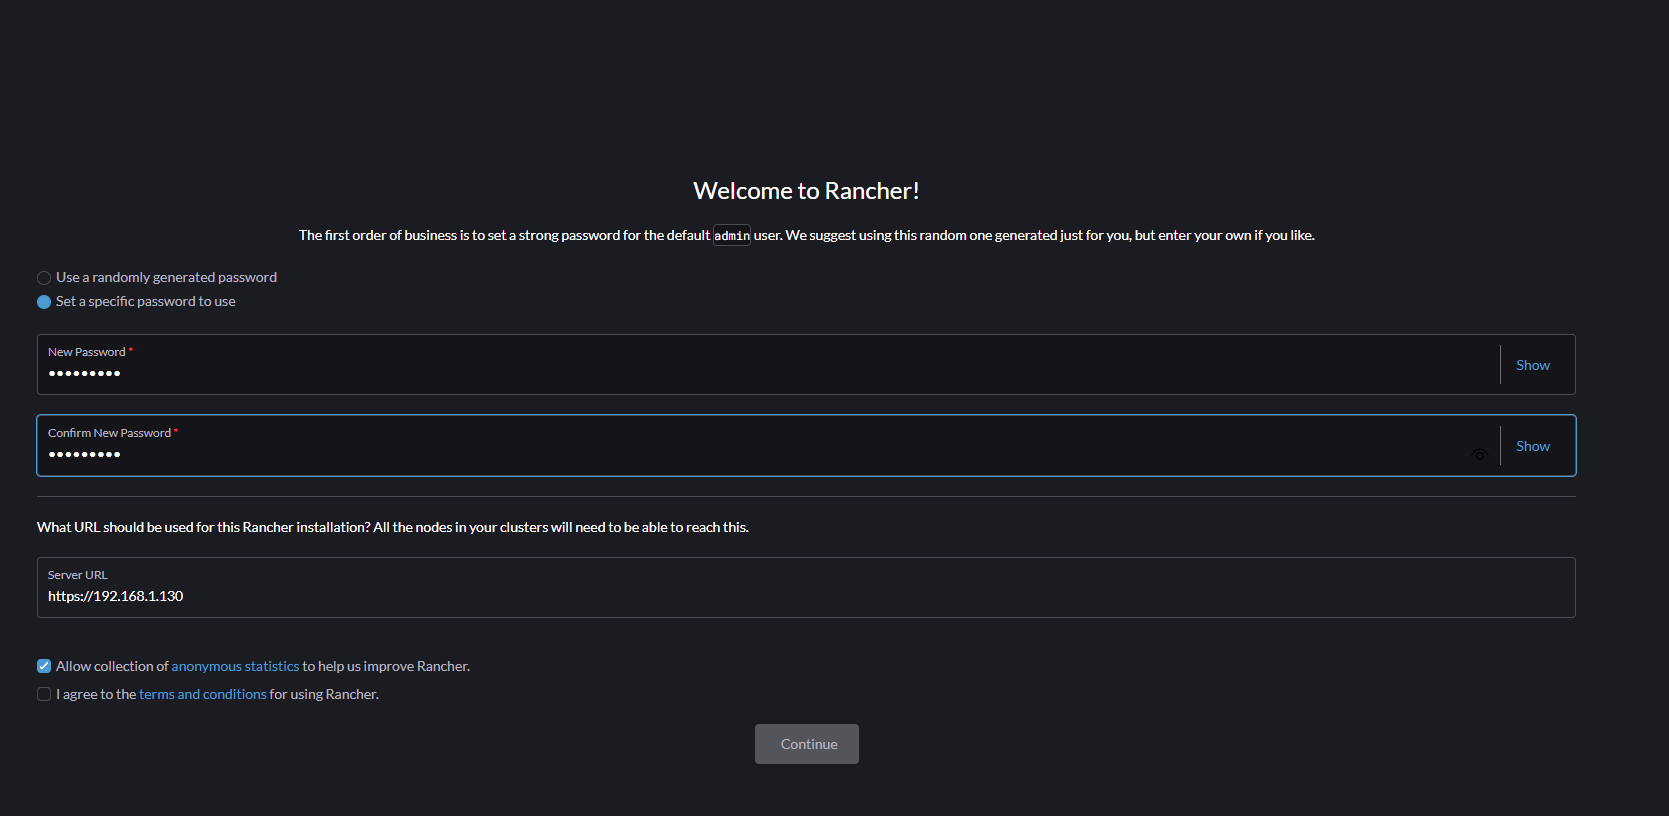 Welcome to Rancher!
The first order of business is to set a strong password for the default admin user. We suggest using this random one generated just for you, but enter your own if you like.
Use a randomly generated password
Set a specific password to use
New Password *
•••••••••
Show
Confirm New Password *
•••••••••
Show
What URL should be used for this Rancher installation? All the nodes in your clusters will need to be able to reach this.
Server URL
https://192.168.1.130
Allow collection of anonymous statistics to help us improve Rancher.
I agree to the terms and conditions for using Rancher.
Continue